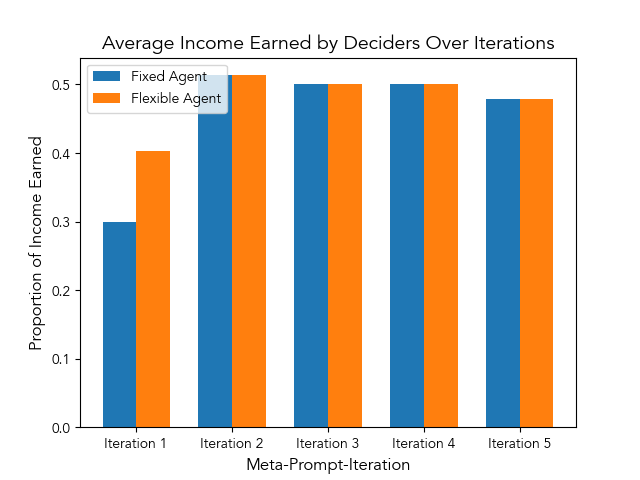 Average Income Earned by Deciders Over Iterations
Fixed Agent
Flexible Agent
Proportion of Income Earned
0.5
0.4
0.3
0.2
0.1
0.0
Iteration 1
Iteration 2
Iteration 3
Iteration 4
Iteration 5
Meta-Prompt-Iteration